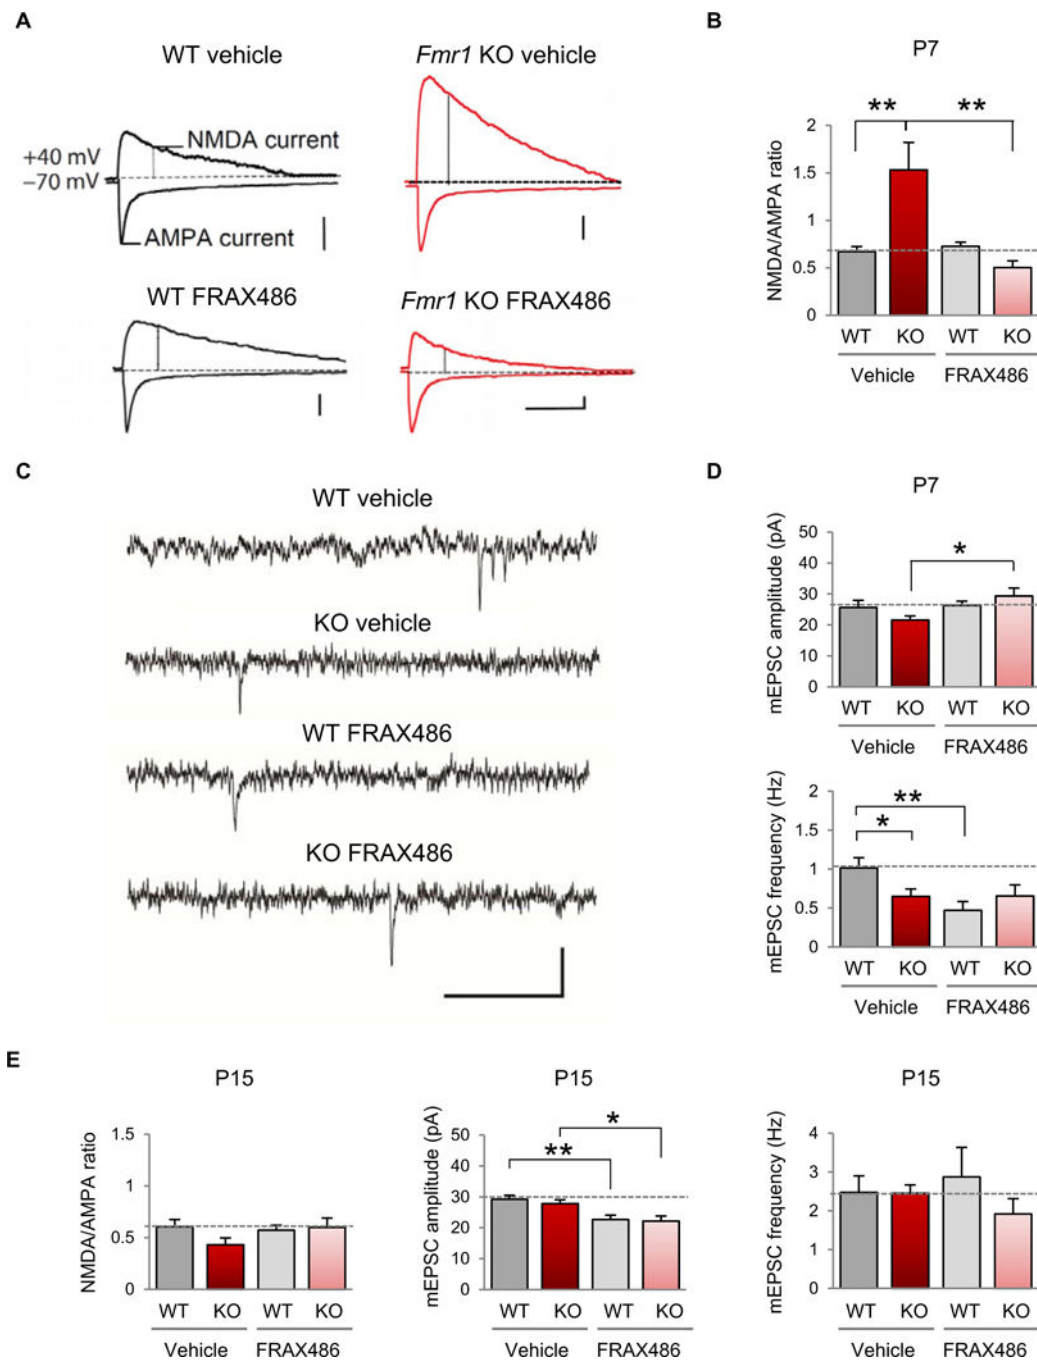 A
WT vehicle
Fmr1 KO vehicle
NMDA current
+40 mV
−70 mV
AMPA current
WT FRAX486
Fmr1 KO FRAX486
B
P7
** **
NMDA/AMPA ratio
2
1.5
1
0.5
0
WT KO WT KO
Vehicle FRAX486
C
WT vehicle
KO vehicle
WT FRAX486
KO FRAX486
D
P7
mEPSC amplitude (pA)
50
40
30
20
10
0
*
WT KO WT KO
Vehicle FRAX486
mEPSC frequency (Hz)
2
1.5
1
0.5
0
**
*
WT KO WT KO
Vehicle FRAX486
E
P15
NMDA/AMPA ratio
1.5
1
0.5
0
WT KO WT KO
Vehicle FRAX486
P15
mEPSC amplitude (pA)
50
40
30
20
10
0
*
**
WT KO WT KO
Vehicle FRAX486
P15
mEPSC frequency (Hz)
4
3
2
1
0
WT KO WT KO
Vehicle FRAX486